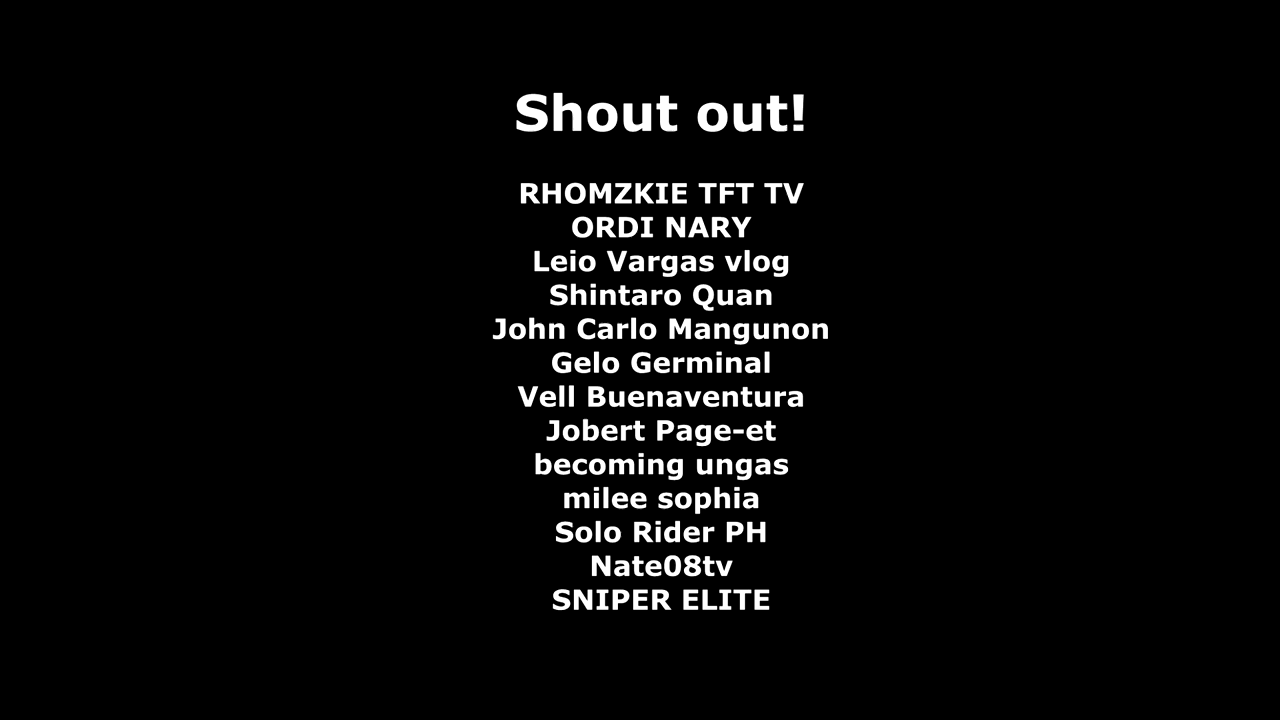 Shout out!
RHOMZKIE TFT TV
ORDI NARY
Leio Vargas vlog
Shintaro Quan
John Carlo Mangunon
Gelo Germinal
Vell Buenaventura
Jobert Page-et
becoming ungas
milee sophia
Solo Rider PH
Nate08tv
SNIPER ELITE